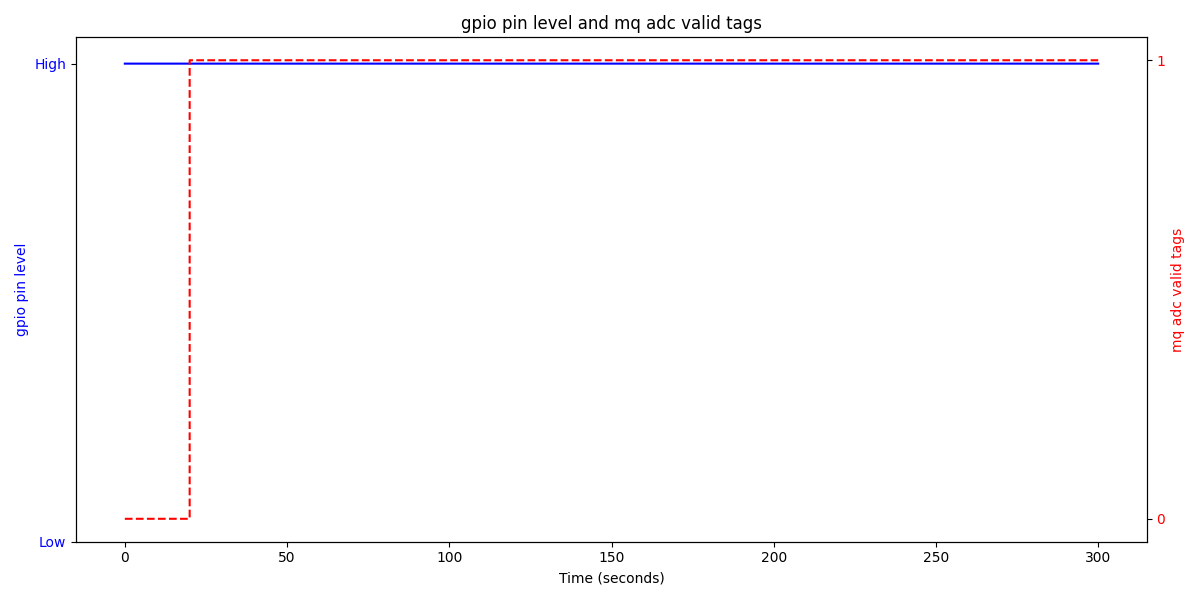 gpio pin level and mq adc valid tags
High
Low
gpio pin level
1
0
mq adc valid tags
0 50 100 150 200 250 300
Time (seconds)